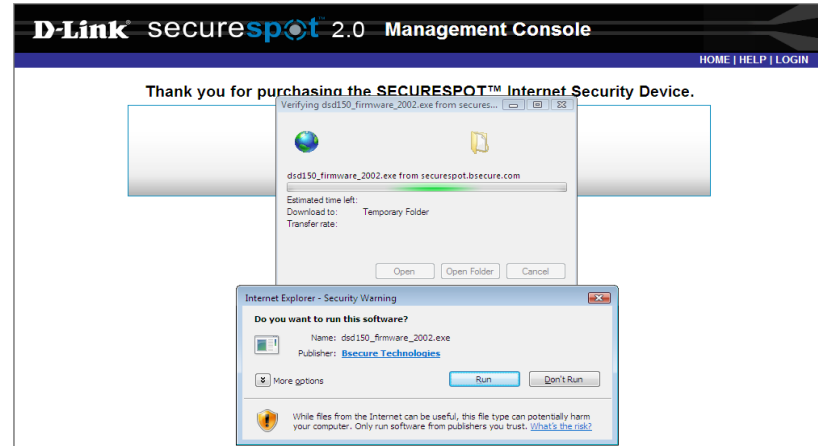 D-Link securespot 2.0 Management Console
HOME | HELP | LOGIN
Thank you for purchasing the SECURESPOT™ Internet Security Device.
Verifying dsd150_firmware_2002.exe from secures...
dsd150_firmware_2002.exe from securespot.bsecure.com
Estimated time left:
Download to: Temporary Folder
Transfer rate:
Open Open Folder Cancel
Internet Explorer - Security Warning
Do you want to run this software?
Name: dsd150_firmware_2002.exe
Publisher: Bsecure Technologies
More options Run Don't Run
While files from the Internet can be useful, this file type can potentially harm
your computer. Only run software from publishers you trust. What's the risk?